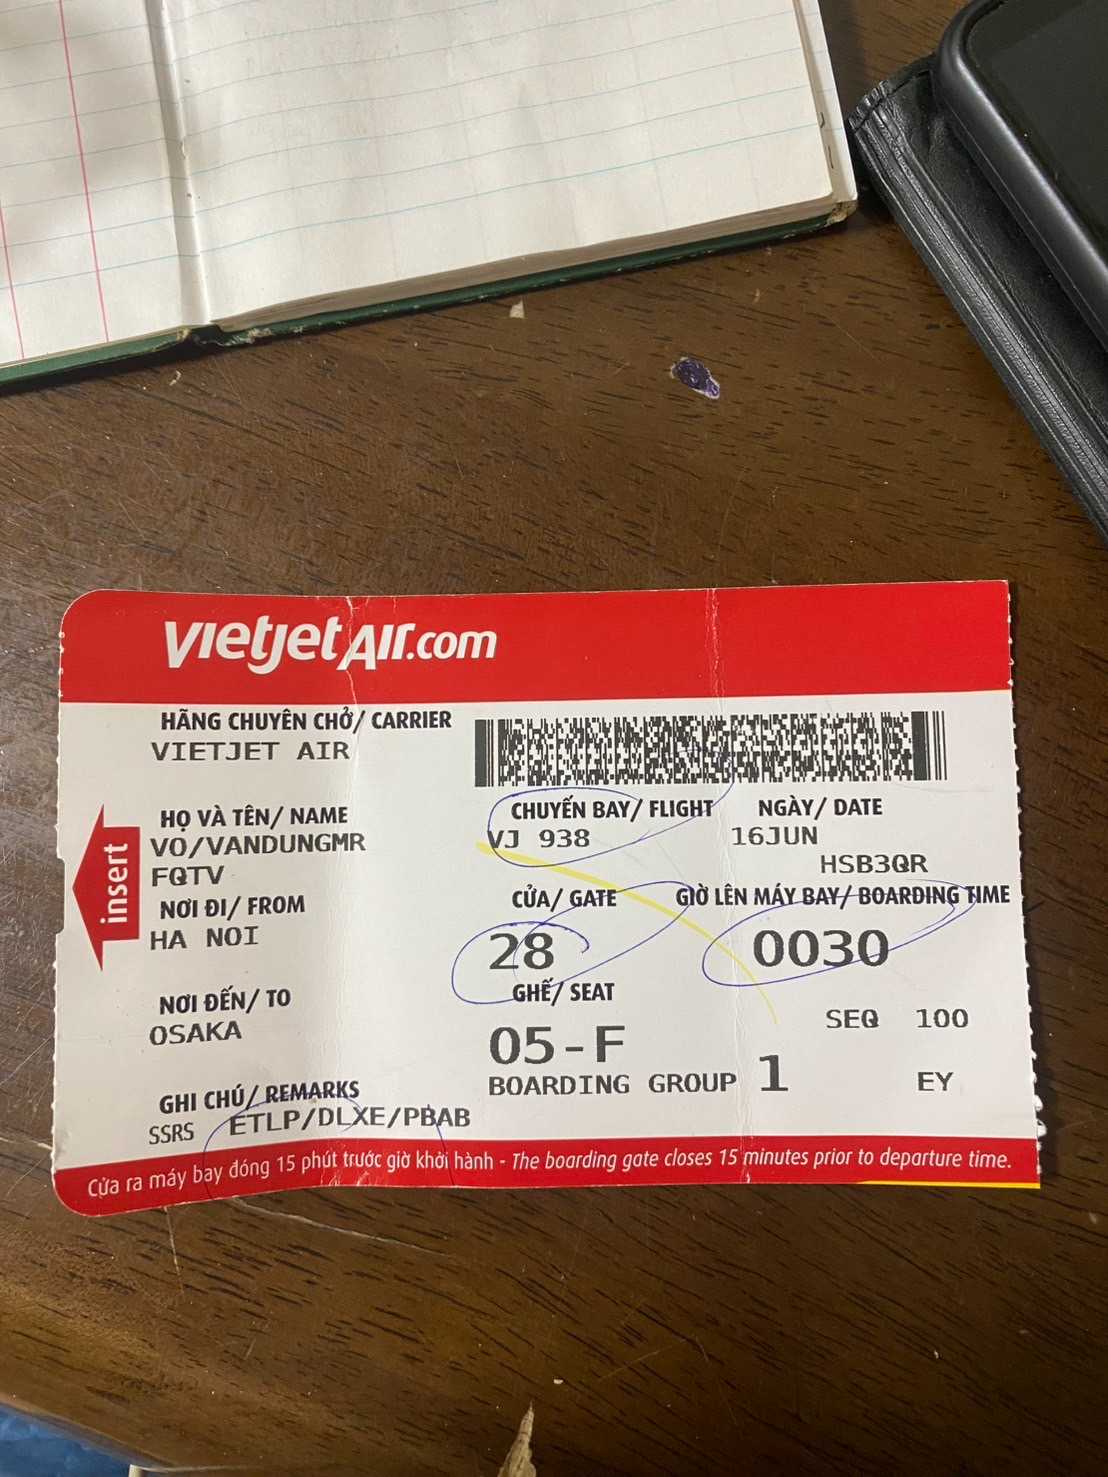 vietjetAir.com
HÃNG CHUYÊN CHỞ/ CARRIER
VIETJET AIR
HỌ VÀ TÊN/ NAME
VO/VANDUNGMR
FQTV
NƠI ĐI/ FROM
HA NOI
NƠI ĐẾN/ TO
OSAKA
GHI CHÚ/ REMARKS
SSRS ETLP/DLXE/PBAB
insert
CHUYẾN BAY/ FLIGHT NGÀY/ DATE
VJ 938 16JUN
HSB3QR
CỬA/ GATE GIỜ LÊN MÁY BAY/ BOARDING TIME
28 0030
GHẾ/ SEAT
SEQ 100
05-F
BOARDING GROUP 1 EY
Cửa ra máy bay đóng 15 phút trước giờ khởi hành - The boarding gate closes 15 minutes prior to departure time.